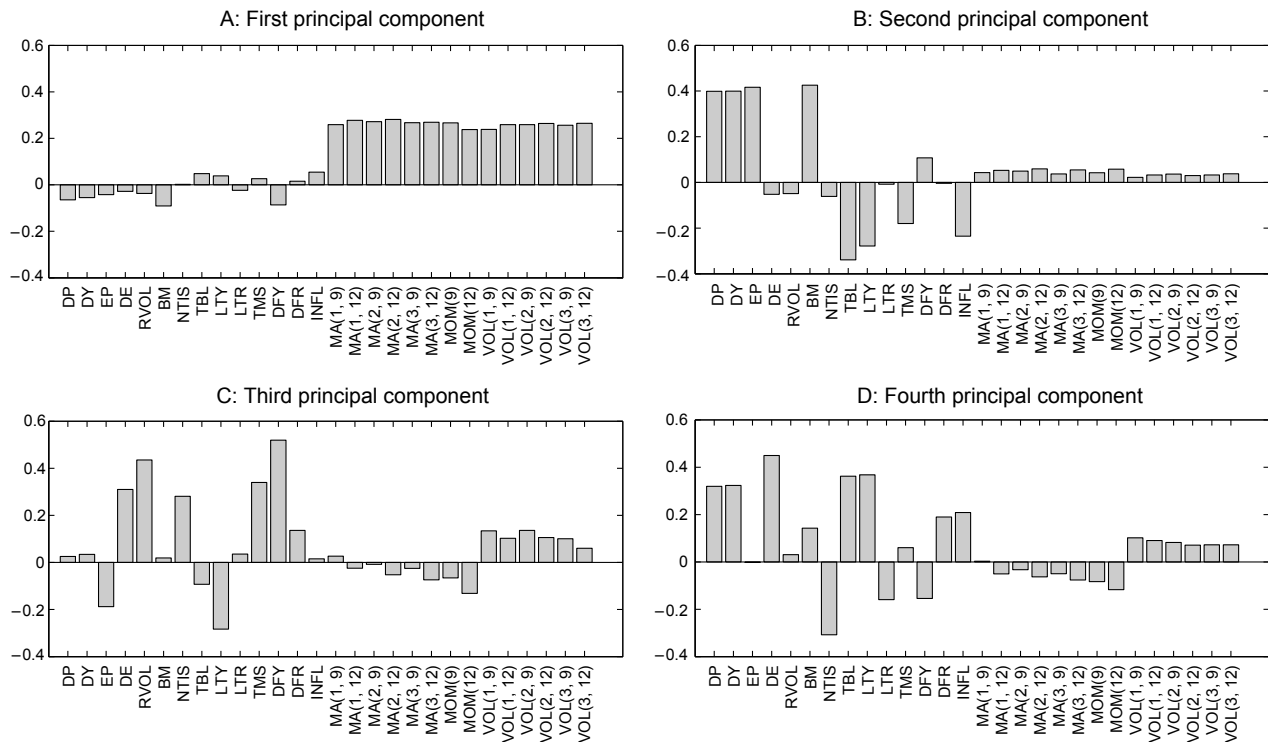 A: First principal component
0.6
0.4
0.2
0
−0.2
−0.4
DP
DY
EP
DE
RVOL
BM
NTIS
TBL
LTY
LTR
TMS
DFY
DFR
INFL
MA(1, 9)
MA(1, 12)
MA(2, 9)
MA(2, 12)
MA(3, 9)
MA(3, 12)
MOM(9)
MOM(12)
VOL(1, 9)
VOL(1, 12)
VOL(2, 9)
VOL(2, 12)
VOL(3, 9)
VOL(3, 12)
B: Second principal component
0.6
0.4
0.2
0
−0.2
−0.4
DP
DY
EP
DE
RVOL
BM
NTIS
TBL
LTY
LTR
TMS
DFY
DFR
INFL
MA(1, 9)
MA(1, 12)
MA(2, 9)
MA(2, 12)
MA(3, 9)
MA(3, 12)
MOM(9)
MOM(12)
VOL(1, 9)
VOL(1, 12)
VOL(2, 9)
VOL(2, 12)
VOL(3, 9)
VOL(3, 12)
C: Third principal component
0.6
0.4
0.2
0
−0.2
−0.4
DP
DY
EP
DE
RVOL
BM
NTIS
TBL
LTY
LTR
TMS
DFY
DFR
INFL
MA(1, 9)
MA(1, 12)
MA(2, 9)
MA(2, 12)
MA(3, 9)
MA(3, 12)
MOM(9)
MOM(12)
VOL(1, 9)
VOL(1, 12)
VOL(2, 9)
VOL(2, 12)
VOL(3, 9)
VOL(3, 12)
D: Fourth principal component
0.6
0.4
0.2
0
−0.2
−0.4
DP
DY
EP
DE
RVOL
BM
NTIS
TBL
LTY
LTR
TMS
DFY
DFR
INFL
MA(1, 9)
MA(1, 12)
MA(2, 9)
MA(2, 12)
MA(3, 9)
MA(3, 12)
MOM(9)
MOM(12)
VOL(1, 9)
VOL(1, 12)
VOL(2, 9)
VOL(2, 12)
VOL(3, 9)
VOL(3, 12)